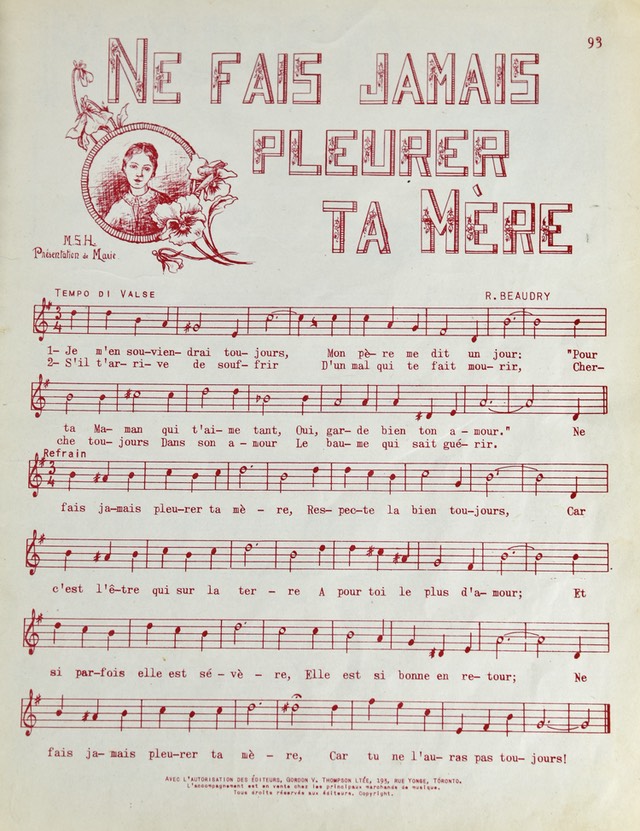 93
NE FAIS JAMAIS
PLEURER
TA MÈRE
M.S.H.
Présentation de Marie
TEMPO DI VALSE R. BEAUDRY
1- Je m'en sou-vien- drai tou- jours, Mon pè- re me dit un jour: "Pour
2- S'il t'ar- ri- ve de souf- frir D'un mal qui te fait mou- rir, Cher-
ta Ma- man qui t'ai-me tant, Oui, gar- de bien ton a - mour." Ne
che tou- jours Dans son a - mour Le bau- me qui sait gué- rir.
Refrain
fais ja-mais pleu-rer ta mè - re, Res- pec-te la bien tou-jours, Car
c'est l'ê-tre qui sur la ter - re A pour toi le plus d'a- mour; Et
si par-fois elle est sé - vè - re, Elle est si bonne en re- tour; Ne
fais ja- mais pleu-rer ta mè - re, Car tu ne l'au- ras pas tou- jours!
AVEC L'AUTORISATION DES ÉDITEURS, GORDON V. THOMPSON LTÉE, 193, RUE YONGE, TORONTO.
L'accompagnement est en vente chez les principaux marchands de musique.
Tous droits réservés aux éditeurs. Copyright.